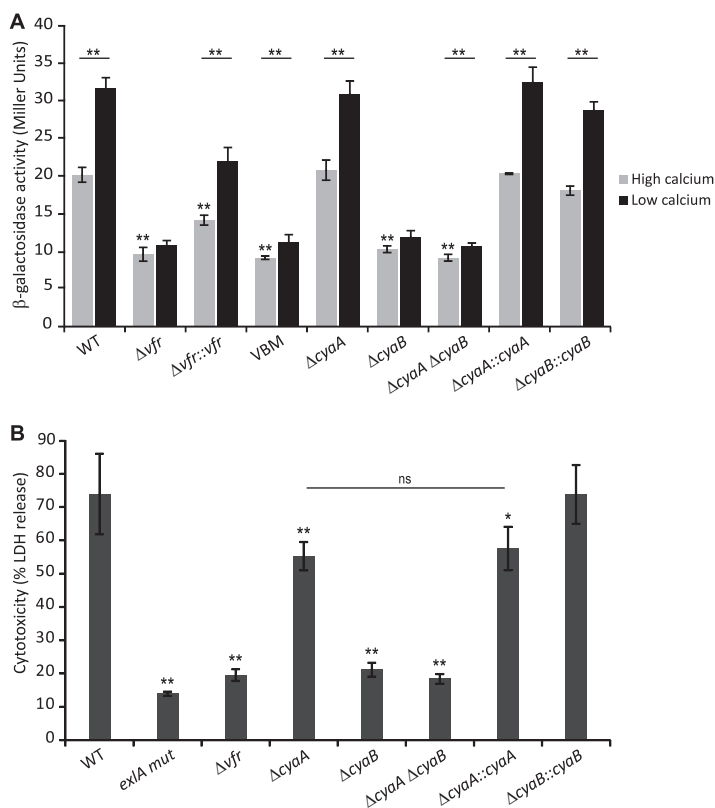 A
β-galactosidase activity (Miller Units)
40
35
30
25
20
15
10
5
0
** ** ** ** ** ** **
** ** ** ** **
High calcium
Low calcium
WT Δvfr Δvfr::vfr VBM ΔcyaA ΔcyaB ΔcyaA ΔcyaB ΔcyaA::cyaA ΔcyaB::cyaB
B
Cytotoxicity (% LDH release)
90
80
70
60
50
40
30
20
10
0
ns
** ** ** ** ** *
WT exlA mut Δvfr ΔcyaA ΔcyaB ΔcyaA ΔcyaB ΔcyaA::cyaA ΔcyaB::cyaB